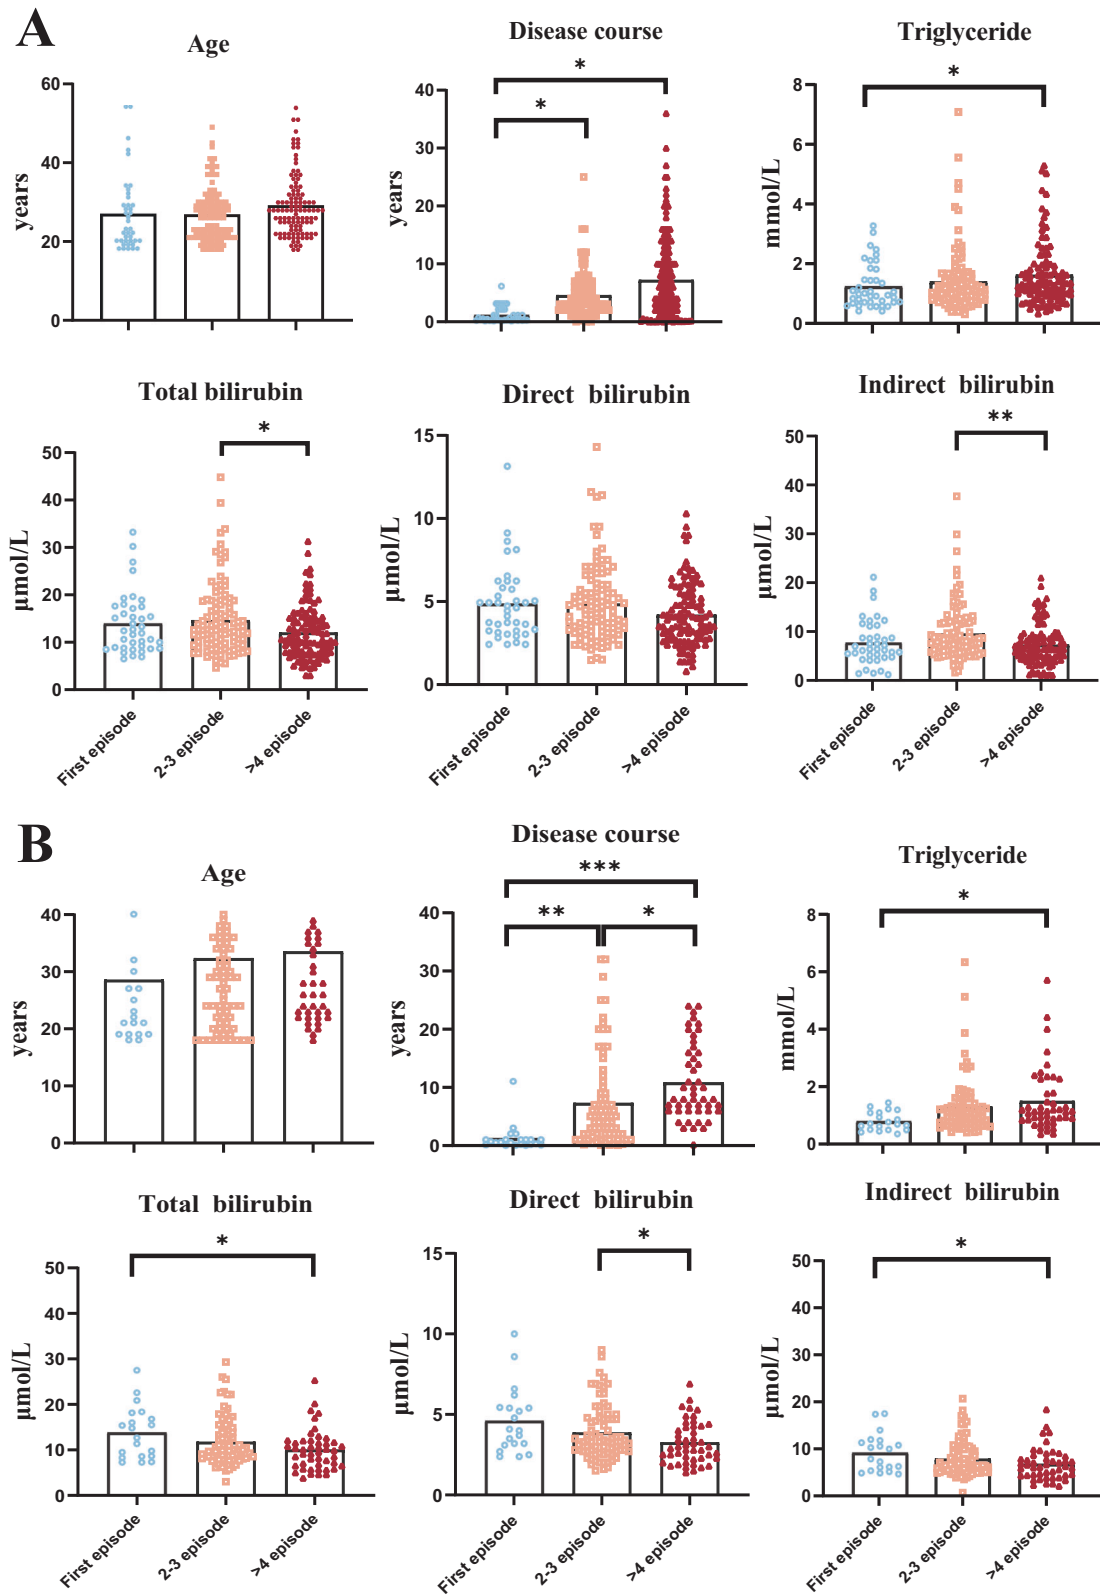 A
Age
Disease course
Triglyceride
years
60
40
20
0
years
40
30
20
10
0
*
*
mmol/L
8
6
4
2
0
*
Total bilirubin
Direct bilirubin
Indirect bilirubin
µmol/L
50
40
30
20
10
0
*
First episode
2-3 episode
>4 episode
µmol/L
15
10
5
0
First episode
2-3 episode
>4 episode
µmol/L
50
40
30
20
10
0
**
First episode
2-3 episode
>4 episode
B
Age
Disease course
Triglyceride
years
40
30
20
10
0
years
40
30
20
10
0
***
**
*
mmol/L
8
6
4
2
0
*
Total bilirubin
Direct bilirubin
Indirect bilirubin
µmol/L
50
40
30
20
10
0
*
First episode
2-3 episode
>4 episode
µmol/L
15
10
5
0
*
First episode
2-3 episode
>4 episode
µmol/L
50
40
30
20
10
0
*
First episode
2-3 episode
>4 episode